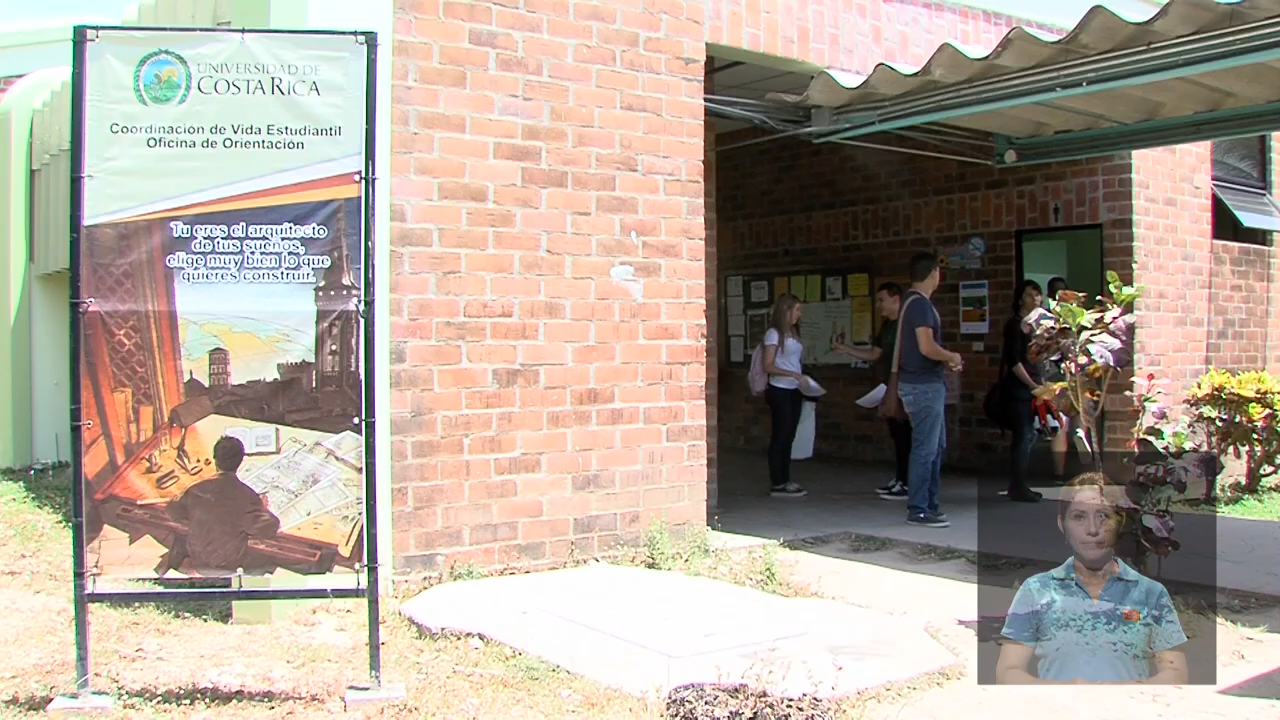 UNIVERSIDAD DE
COSTA RICA
Coordinación de Vida Estudiantil
Oficina de Orientación
Tu eres el arquitecto
de tus sueños,
elige muy bien lo que
quieres construir.